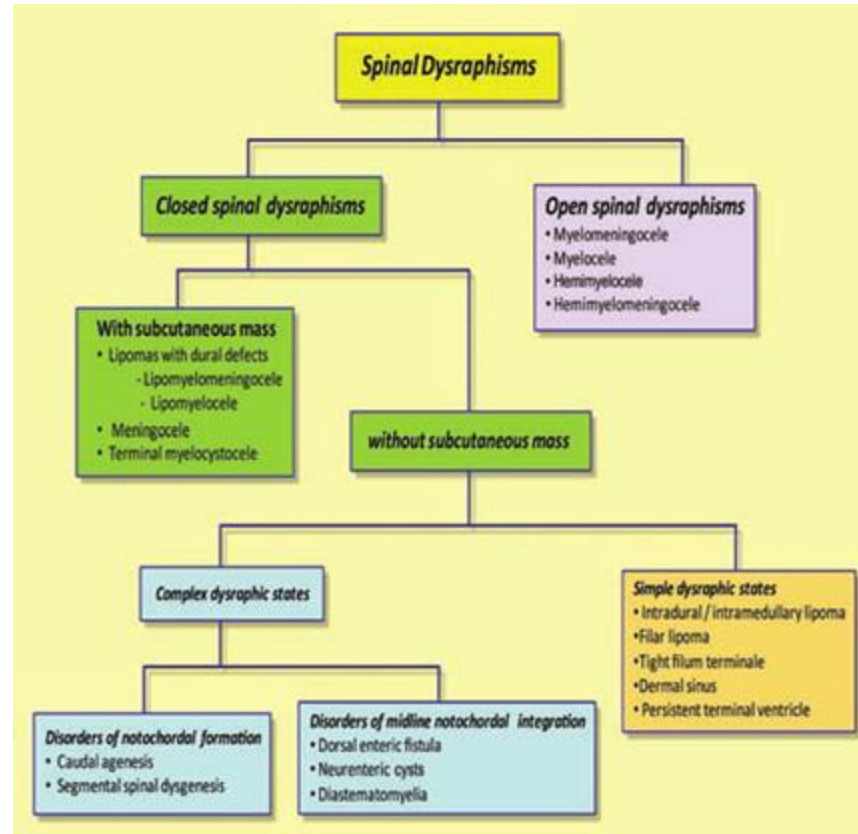 Spinal Dysraphisms
Closed spinal dysraphisms
Open spinal dysraphisms
• Myelomeningocele
• Myelocele
• Hemimyelocele
• Hemimyelomeningocele
With subcutaneous mass
• Lipomas with dural defects
- Lipomyelomeningocele
- Lipomyelocele
• Meningocele
• Terminal myelocystocele
without subcutaneous mass
Complex dysraphic states
Simple dysraphic states
• Intradural / intramedullary lipoma
• Filar lipoma
• Tight filum terminale
• Dermal sinus
• Persistent terminal ventricle
Disorders of notochordal formation
• Caudal agenesis
• Segmental spinal dysgenesis
Disorders of midline notochordal integration
• Dorsal enteric fistula
• Neurenteric cysts
• Diastematomyelia